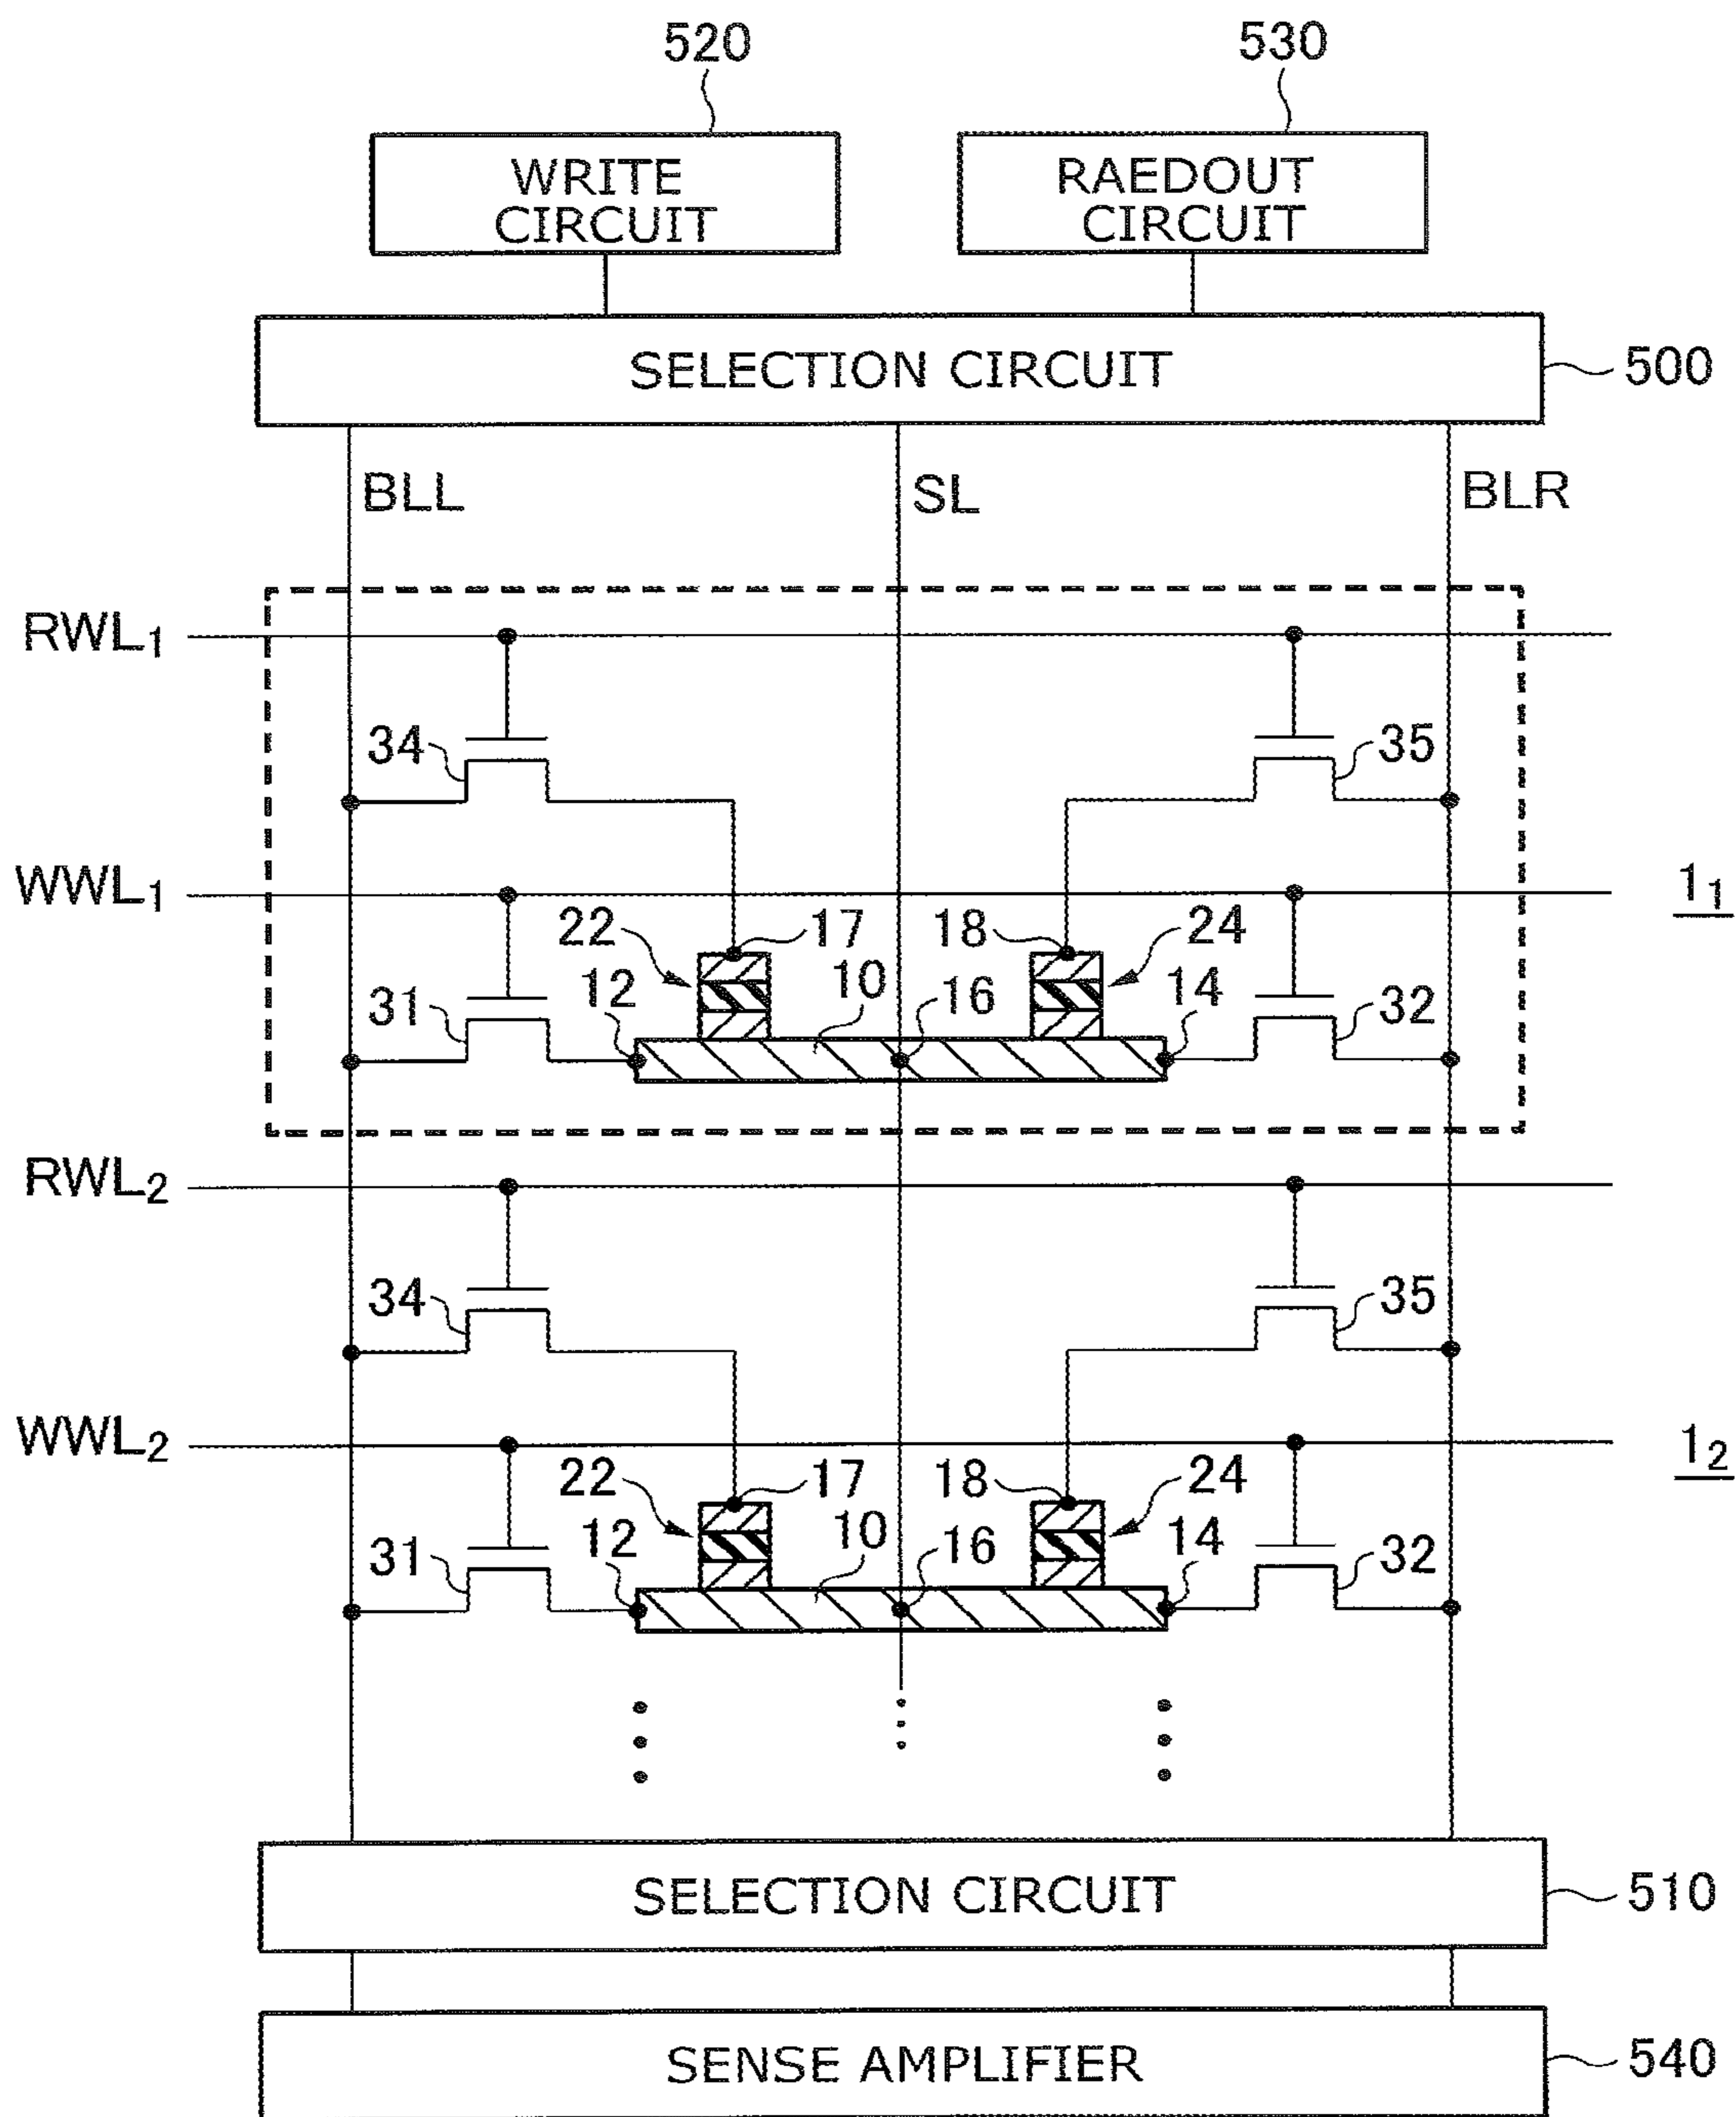 520 530
WRITE
CIRCUIT
RAEDOUT
CIRCUIT
SELECTION CIRCUIT 500
BLL SL BLR
RWL1
34 35
WWL1 11
22 17 18 24
12 10 16 14
31 32
RWL2
34 35
WWL2 12
22 17 18 24
12 10 16 14
31 32
SELECTION CIRCUIT 510
SENSE AMPLIFIER 540